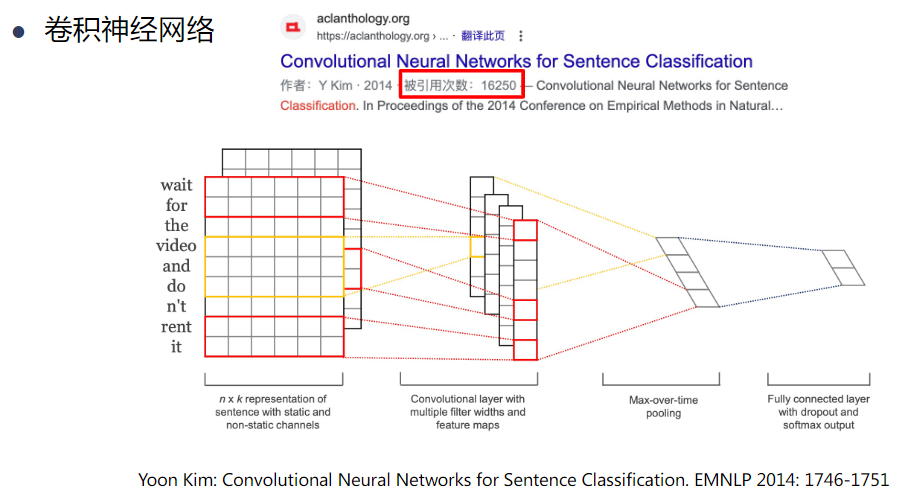 卷积神经网络
aclanthology.org
https://aclanthology.org › ... · 翻译此页
Convolutional Neural Networks for Sentence Classification
作者：Y Kim · 2014 · 被引用次数：16250 — Convolutional Neural Networks for Sentence
Classification. In Proceedings of the 2014 Conference on Empirical Methods in Natural...
wait
for
the
video
and
do
n't
rent
it
n x k representation of
sentence with static and
non-static channels
Convolutional layer with
multiple filter widths and
feature maps
Max-over-time
pooling
Fully connected layer
with dropout and
softmax output
Yoon Kim: Convolutional Neural Networks for Sentence Classification. EMNLP 2014: 1746-1751